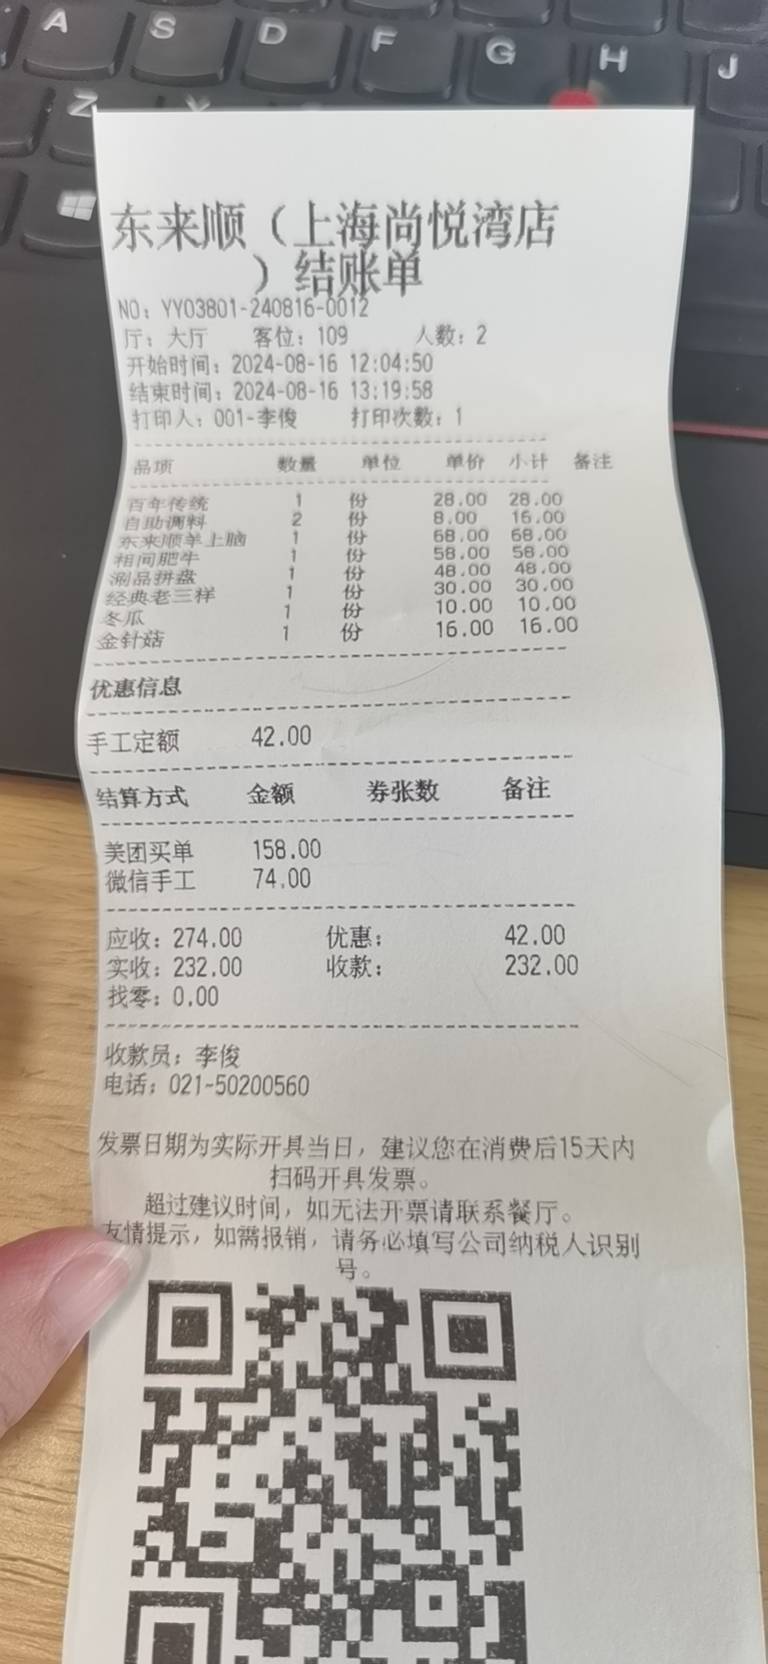 A S D F G H J
Z
东来顺（上海尚悦湾店
）结账单
NO: YY03801-240816-0012
厅: 大厅 客位: 109 人数: 2
开始时间: 2024-08-16 12:04:50
结束时间: 2024-08-16 13:19:58
打印人: 001-李俊 打印次数: 1
品项 数量 单位 单价 小计 备注
百年传统 1 份 28.00 28.00
自助调料 2 份 8.00 16.00
东来顺羊上脑 1 份 68.00 68.00
相间肥牛 1 份 58.00 58.00
涮品拼盘 1 份 48.00 48.00
经典老三样 1 份 30.00 30.00
冬瓜 1 份 10.00 10.00
金针菇 1 份 16.00 16.00
优惠信息
手工定额 42.00
结算方式 金额 券张数 备注
美团买单 158.00
微信手工 74.00
应收: 274.00 优惠: 42.00
实收: 232.00 收款: 232.00
找零: 0.00
收款员: 李俊
电话: 021-50200560
发票日期为实际开具当日，建议您在消费后15天内
扫码开具发票。
超过建议时间，如无法开票请联系餐厅。
友情提示，如需报销，请务必填写公司纳税人识别
号。